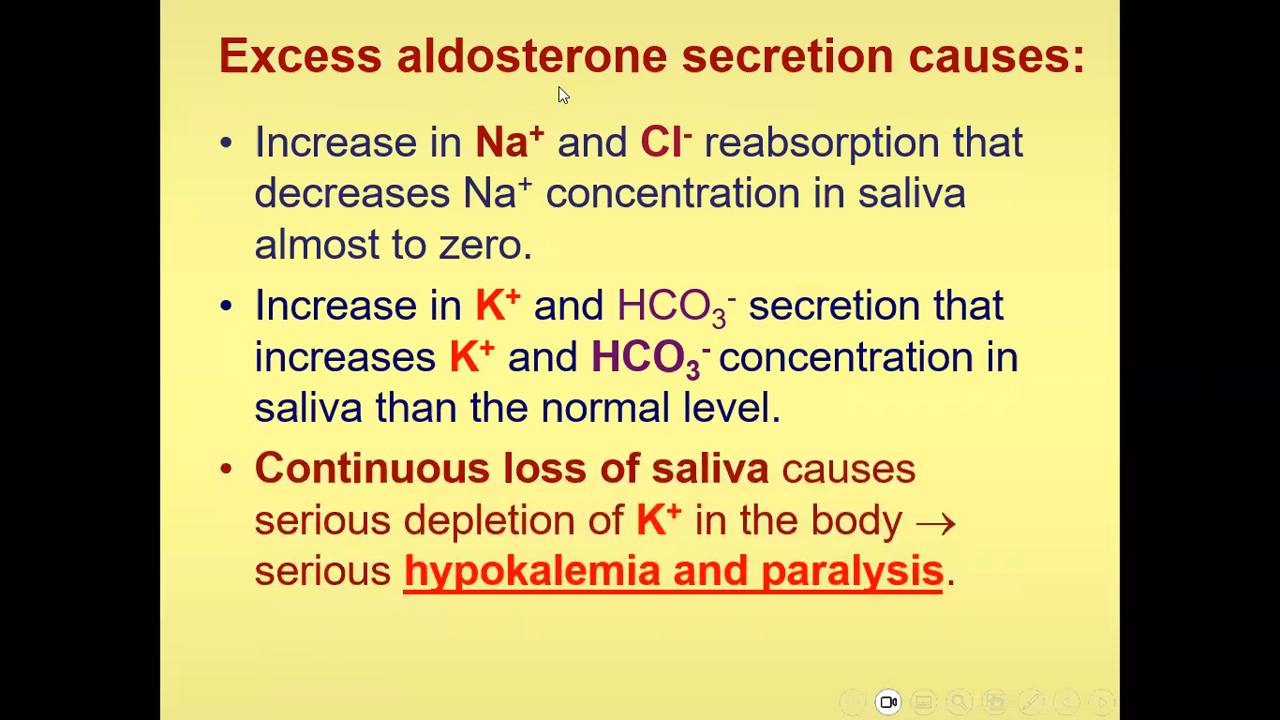 Excess aldosterone secretion causes:
• Increase in Na⁺ and Cl⁻ reabsorption that
decreases Na⁺ concentration in saliva
almost to zero.
• Increase in K⁺ and HCO₃⁻ secretion that
increases K⁺ and HCO₃⁻ concentration in
saliva than the normal level.
• Continuous loss of saliva causes
serious depletion of K⁺ in the body →
serious hypokalemia and paralysis.